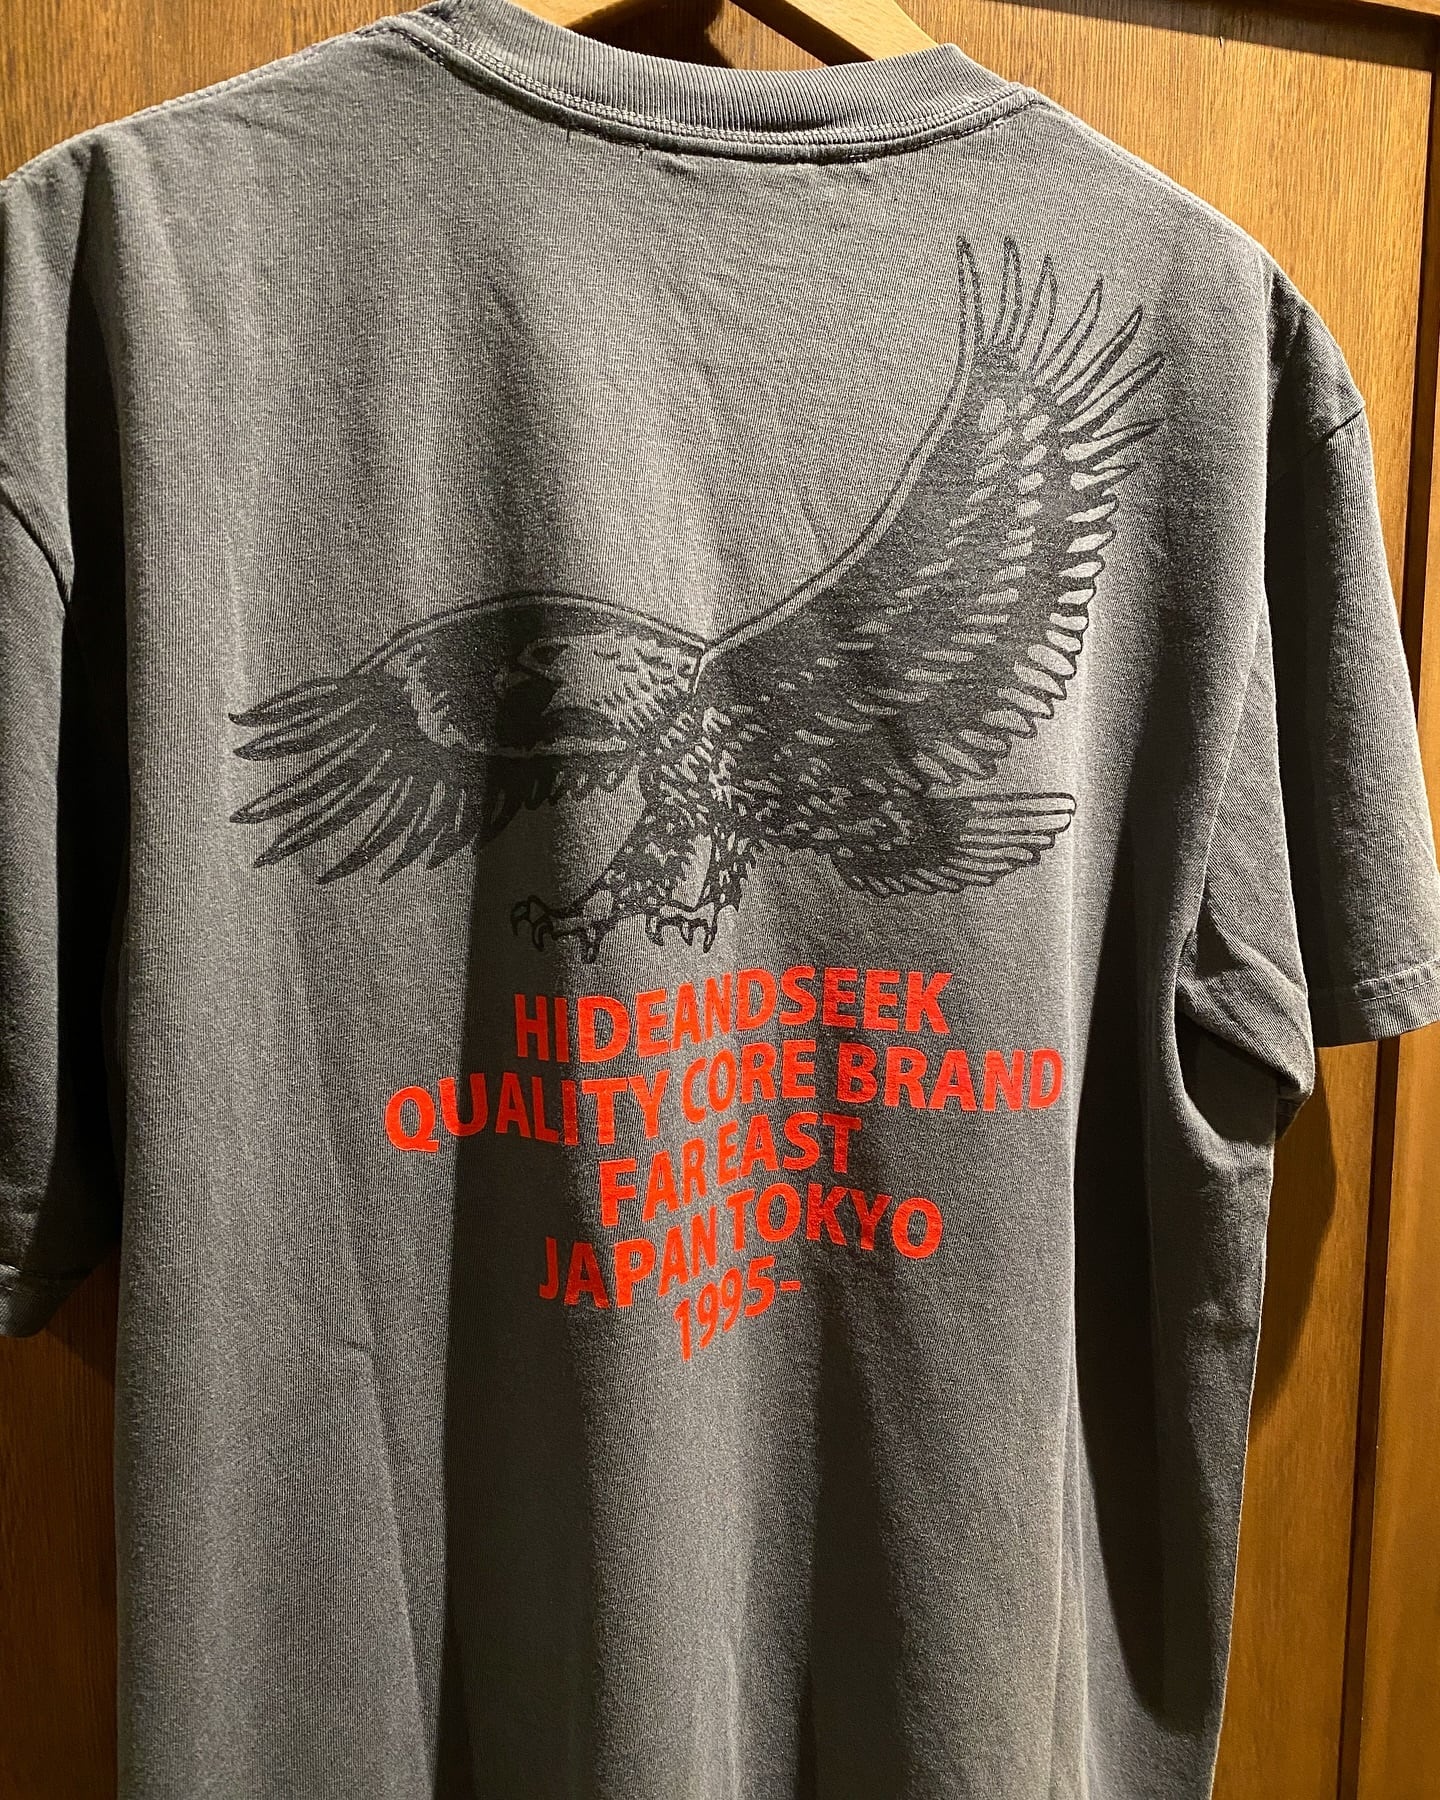 HIDEANDSEEK
QUALITY CORE BRAND
FAR EAST
JAPAN TOKYO
1995-